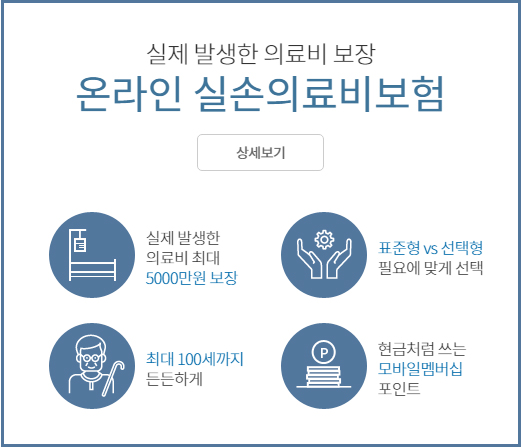 실제 발생한 의료비 보장
온라인 실손의료비보험
상세보기
실제 발생한
의료비 최대
5000만원 보장
표준형 vs 선택형
필요에 맞게 선택
최대 100세까지
든든하게
P
현금처럼 쓰는
모바일멤버십
포인트